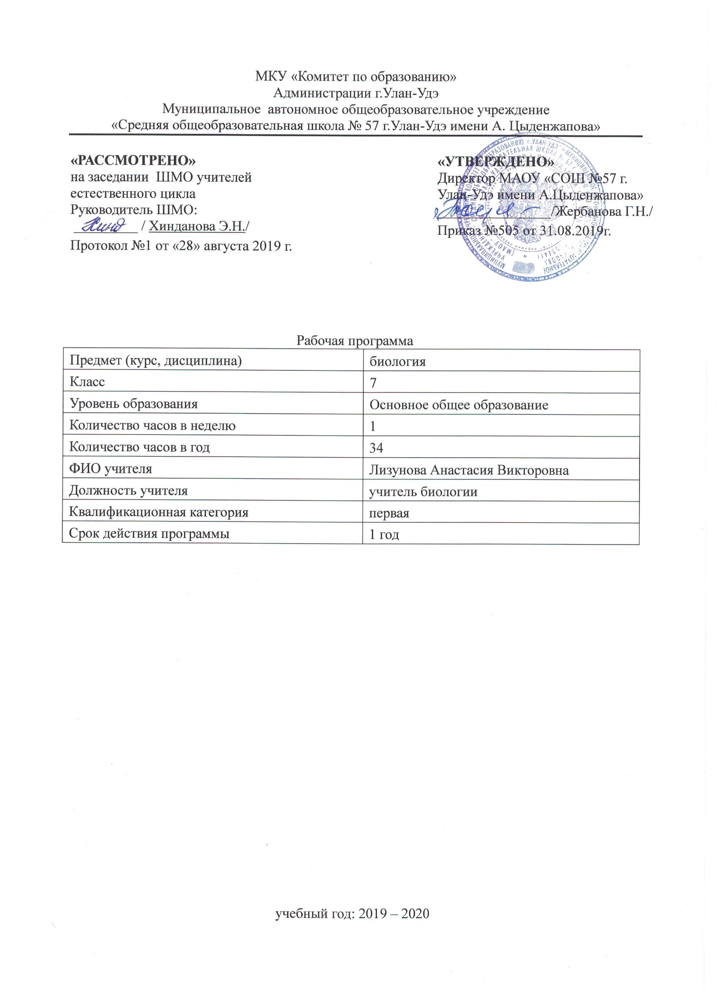 МКУ «Комитет по образованию»
Администрации г.Улан-Удэ
Муниципальное  автономное общеобразовательное учреждение
«Средняя общеобразовательная школа № 57 г.Улан-Удэ имени А. Цыденжапова»
«РАССМОТРЕНО»
на заседании  ШМО учителей
естественного цикла
Руководитель ШМО:
Хинд / Хинданова Э.Н./
Протокол №1 от «28» августа 2019 г.
«УТВЕРЖДЕНО»
Директор МАОУ «СОШ №57 г.
Улан-Удэ имени А.Цыденжапова»
/Жербанова Г.Н./
Приказ №505 от 31.08.2019г.
Рабочая программа
Предмет (курс, дисциплина) биология
Класс 7
Уровень образования Основное общее образование
Количество часов в неделю 1
Количество часов в год 34
ФИО учителя Лизунова Анастасия Викторовна
Должность учителя учитель биологии
Квалификационная категория первая
Срок действия программы 1 год
учебный год: 2019 – 2020